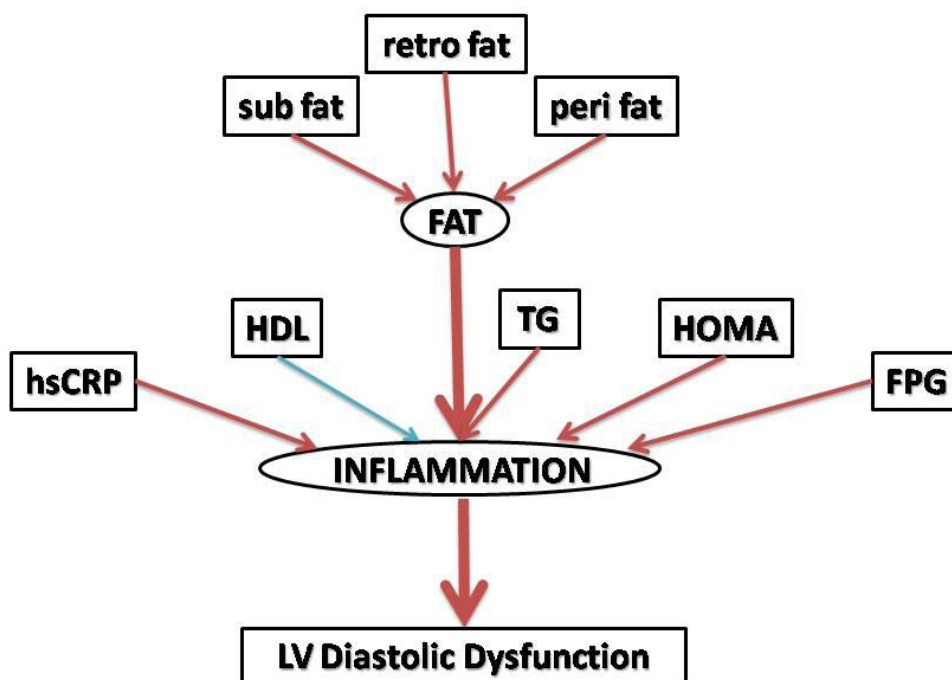 retro fat
sub fat
peri fat
FAT
HDL
TG
HOMA
hsCRP
FPG
INFLAMMATION
LV Diastolic Dysfunction